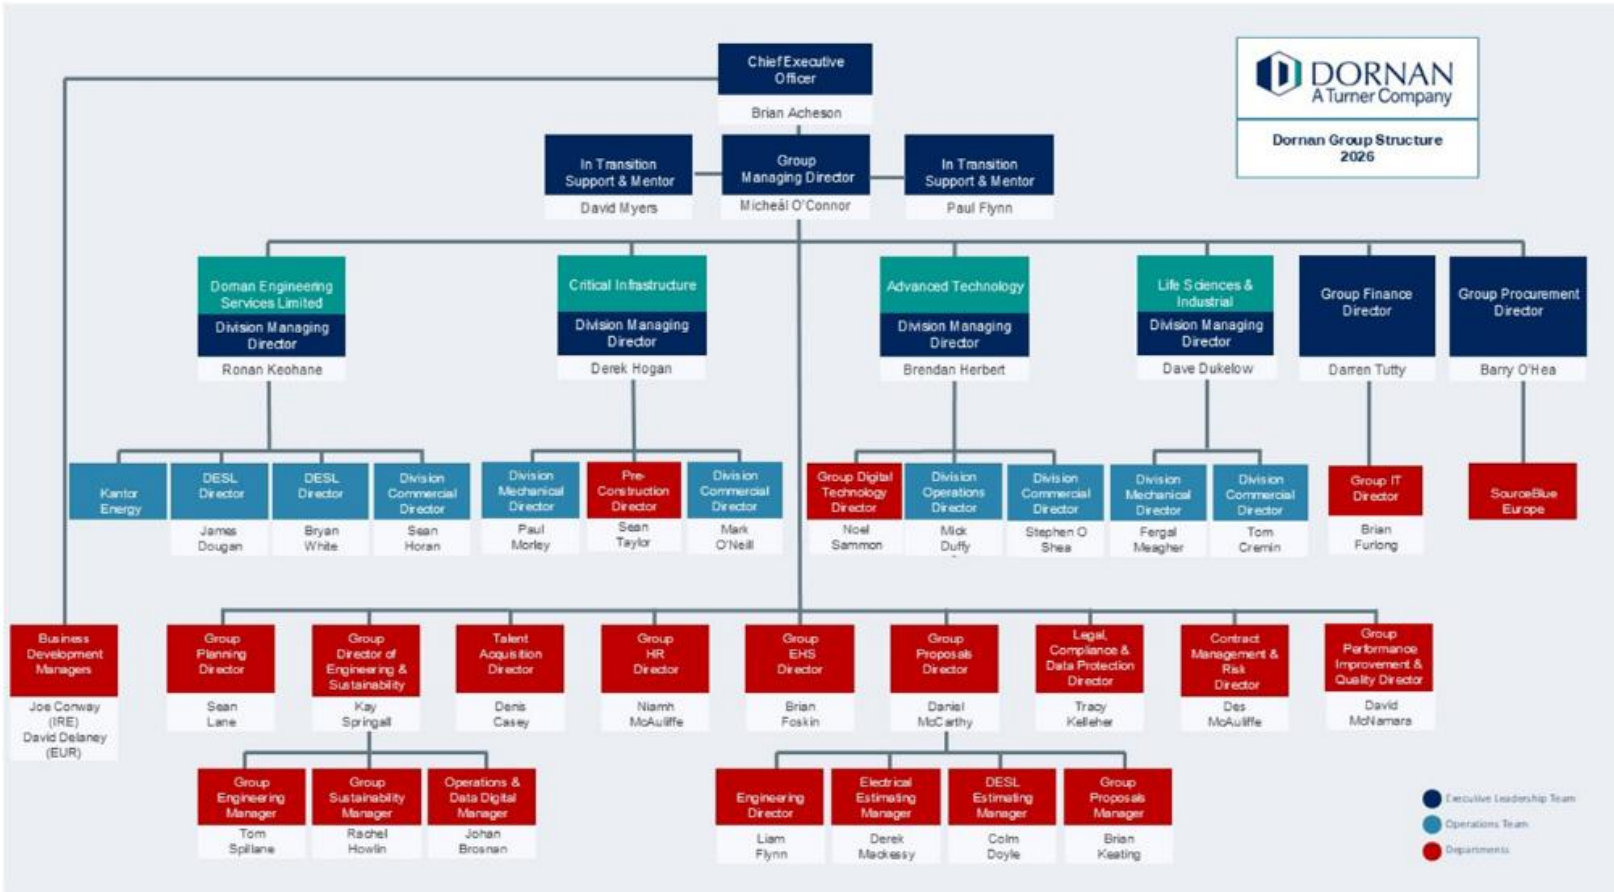 Chief Executive
Officer
Brian Acheson
DORNAN
A Turner Company
Dornan Group Structure
2026
In Transition
Support & Mentor
David Myers
Group
Managing Director
Micheál O'Connor
In Transition
Support & Mentor
Paul Flynn
Dornan Engineering
Services Limited
Division Managing
Director
Ronan Keohane
Critical Infrastructure
Division Managing
Director
Derek Hogan
Advanced Technology
Division Managing
Director
Brendan Herbert
Life Sciences &
Industrial
Division Managing
Director
Dave Dukelow
Group Finance
Director
Darren Tutty
Group Procurement
Director
Barry O'Hea
Kantor
Energy
DESL
Director
James
Dougan
DESL
Director
Bryan
White
Division
Commercial
Director
Sean
Horan
Division
Mechanical
Director
Paul
Morley
Pre-
Construction
Director
Sean
Taylor
Division
Commercial
Director
Mark
O'Neill
Group Digital
Technology
Director
Noel
Sammon
Division
Operations
Director
Mick
Duffy
Division
Commercial
Director
Stephen O
Shea
Division
Mechanical
Director
Fergal
Meagher
Division
Commercial
Director
Tom
Cremin
Group IT
Director
Brian
Furlong
SourceBlue
Europe
Business
Development
Managers
Joe Conway
(IRE)
David Delaney
(EUR)
Group
Planning
Director
Sean
Lane
Group
Director of
Engineering &
Sustainability
Kay
Springall
Talent
Acquisition
Director
Denis
Casey
Group
HR
Director
Niamh
McAuliffe
Group
EHS
Director
Brian
Foskin
Group
Proposals
Director
Daniel
McCarthy
Legal,
Compliance &
Data Protection
Director
Tracy
Kelleher
Contract
Management &
Risk
Director
Des
McAuliffe
Group
Performance
Improvement &
Quality Director
David
McNamara
Group
Engineering
Manager
Tom
Spillane
Group
Sustainability
Manager
Rachel
Howlin
Operations &
Data Digital
Manager
Johan
Brosnan
Engineering
Director
Liam
Flynn
Electrical
Estimating
Manager
Derek
Mackessy
DESL
Estimating
Manager
Colm
Doyle
Group
Proposals
Manager
Brian
Keating
Executive Leadership Team
Operations Team
Departments